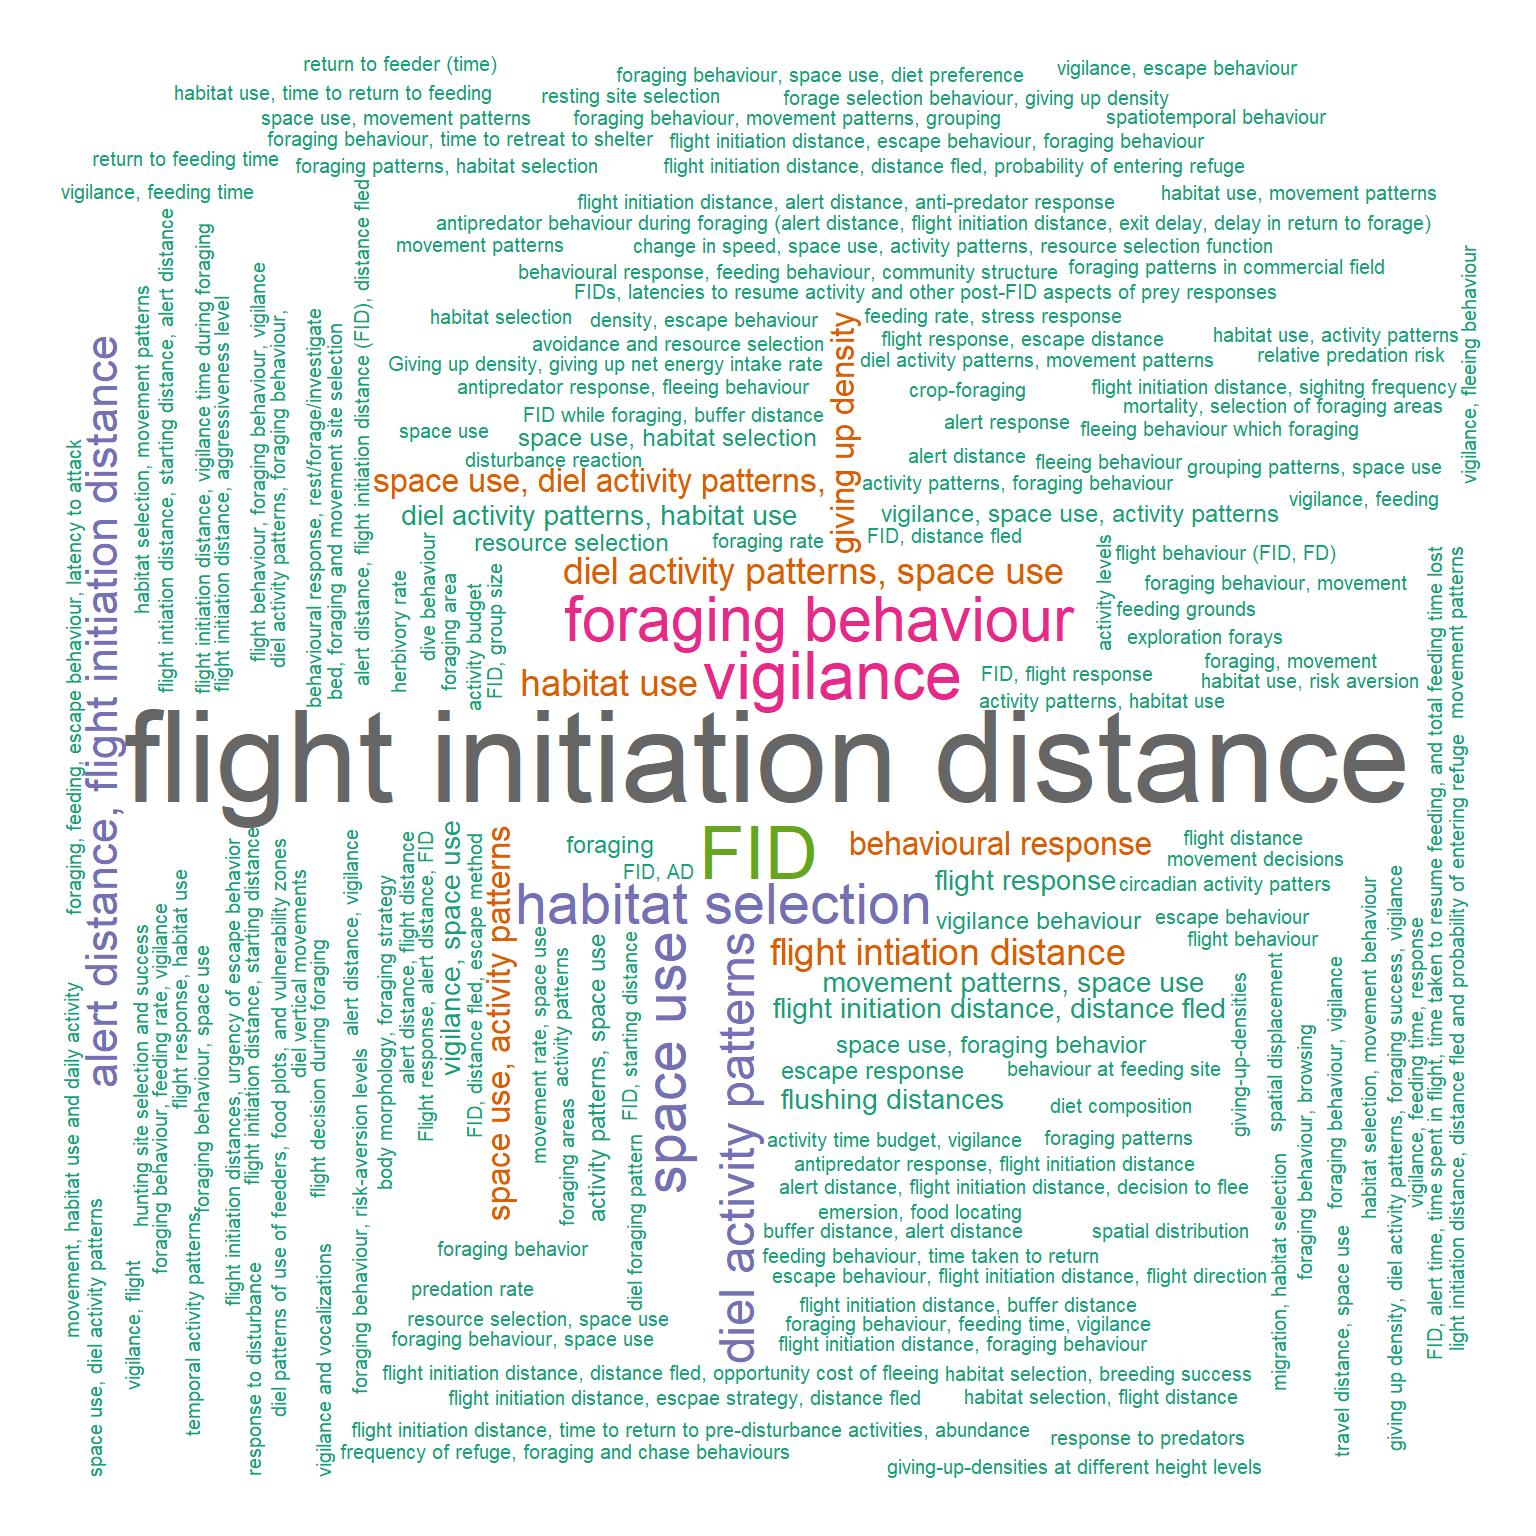 return to feeder (time)
foraging behaviour, space use, diet preference
vigilance, escape behaviour
habitat use, time to return to feeding
resting site selection
forage selection behaviour, giving up density
space use, movement patterns
foraging behaviour, movement patterns, grouping
spatiotemporal behaviour
foraging behaviour, time to retreat to shelter
flight initiation distance, escape behaviour, foraging behaviour
return to feeding time
foraging patterns, habitat selection
flight initiation distance, distance fled, probability of entering refuge
vigilance, feeding time
flight initiation distance, alert distance, anti-predator response
habitat use, movement patterns
antipredator behaviour during foraging (alert distance, flight initiation distance, exit delay, delay in return to forage)
movement patterns
change in speed, space use, activity patterns, resource selection function
behavioural response, feeding behaviour, community structure
foraging patterns in commercial field
FIDs, latencies to resume activity and other post-FID aspects of prey responses
habitat selection
density, escape behaviour
feeding rate, stress response
avoidance and resource selection
flight response, escape distance
habitat use, activity patterns
Giving up density, giving up net energy intake rate
diel activity patterns, movement patterns
relative predation risk
antipredator response, fleeing behaviour
crop-foraging
flight initiation distance, sighitng frequency
FID while foraging, buffer distance
mortality, selection of foraging areas
space use
space use, habitat selection
alert response
fleeing behaviour which foraging
disturbance reaction
alert distance
fleeing behaviour
grouping patterns, space use
space use, diel activity patterns,
activity patterns, foraging behaviour
vigilance, feeding
diel activity patterns, habitat use
vigilance, space use, activity patterns
resource selection
foraging rate
FID, distance fled
giving up density
vigilance, fleeing behaviour
flight behaviour (FID, FD)
diel activity patterns, space use
foraging behaviour, movement
foraging behaviour
feeding grounds
activity levels
exploration forays
vigilance
foraging, movement
habitat use
FID, flight response
habitat use, risk aversion
activity patterns, habitat use
foraging, feeding, escape behaviour, latency to attack
alert distance, flight initiation distance
habitat selection, movement patterns
flight intiation distance, starting distance, alert distance
flight initiation distance, vigilance time during foraging
flight initiation distance, aggressiveness level
flight behaviour, foraging behaviour, vigilance
diel activity patterns, foraging behaviour,
behavioural response, rest/forage/investigate
bed, foraging and movement site selection
alert distance, flight initiation distance (FID), distance fled
herbivory rate
dive behaviour
foraging area
activity budget
FID, group size
flight initiation distance
foraging
FID
behavioural response
flight distance
movement decisions
FID, AD
flight response
circadian activity patters
habitat selection
vigilance behaviour
escape behaviour
flight behaviour
flight intiation distance
movement patterns, space use
flight initiation distance, distance fled
space use, foraging behavior
escape response
behaviour at feeding site
flushing distances
diet composition
activity time budget, vigilance
foraging patterns
antipredator response, flight initiation distance
alert distance, flight initiation distance, decision to flee
emersion, food locating
buffer distance, alert distance
spatial distribution
foraging behavior
feeding behaviour, time taken to return
escape behaviour, flight initiation distance, flight direction
predation rate
flight initiation distance, buffer distance
resource selection, space use
foraging behaviour, feeding time, vigilance
foraging behaviour, space use
flight initiation distance, foraging behaviour
flight initiation distance, distance fled, opportunity cost of fleeing
habitat selection, breeding success
flight initiation distance, escpae strategy, distance fled
habitat selection, flight distance
flight initiation distance, time to return to pre-disturbance activities, abundance
frequency of refuge, foraging and chase behaviours
response to predators
giving-up-densities at different height levels
movement, habitat use and daily activity
space use, diel activity patterns
vigilance, flight
hunting site selection and success
foraging behaviour, feeding rate, vigilance
flight response, habitat use
temporal activity patterns,
foraging behaviour, space use
flight initiation distances, urgency of escape behavior
flight initiation distance, starting distance
response to disturbance
diel patterns of use of feeders, food plots, and vulnerability zones
diel vertical movements
flight decision during foraging
vigilance and vocalizations
alert distance, vigilance
foraging behaviour, risk-aversion levels
body morphology, foraging strategy
alert distance, flight distance
Flight response, alert distance, FID
vigilance, space use
FID, distance fled, escape method
space use, activity patterns
movement rate, space use
activity patterns
foraging areas
activity patterns, space use
FID, starting distance
diel foraging pattern
space use
diel activity patterns
giving-up-densities
spatial displacement
migration, habitat selection
foraging behaviour, browsing
foraging behaviour, vigilance
travel distance, space use
habitat selection, movement behaviour
giving up density, diel activity patterns, foraging success, vigilance
vigilance, feeding time, response
FID, alert time, time spent in flight, time taken to resume feeding, and total feeding time lost
movement patterns
light initiation distance, distance fled and probability of entering refuge